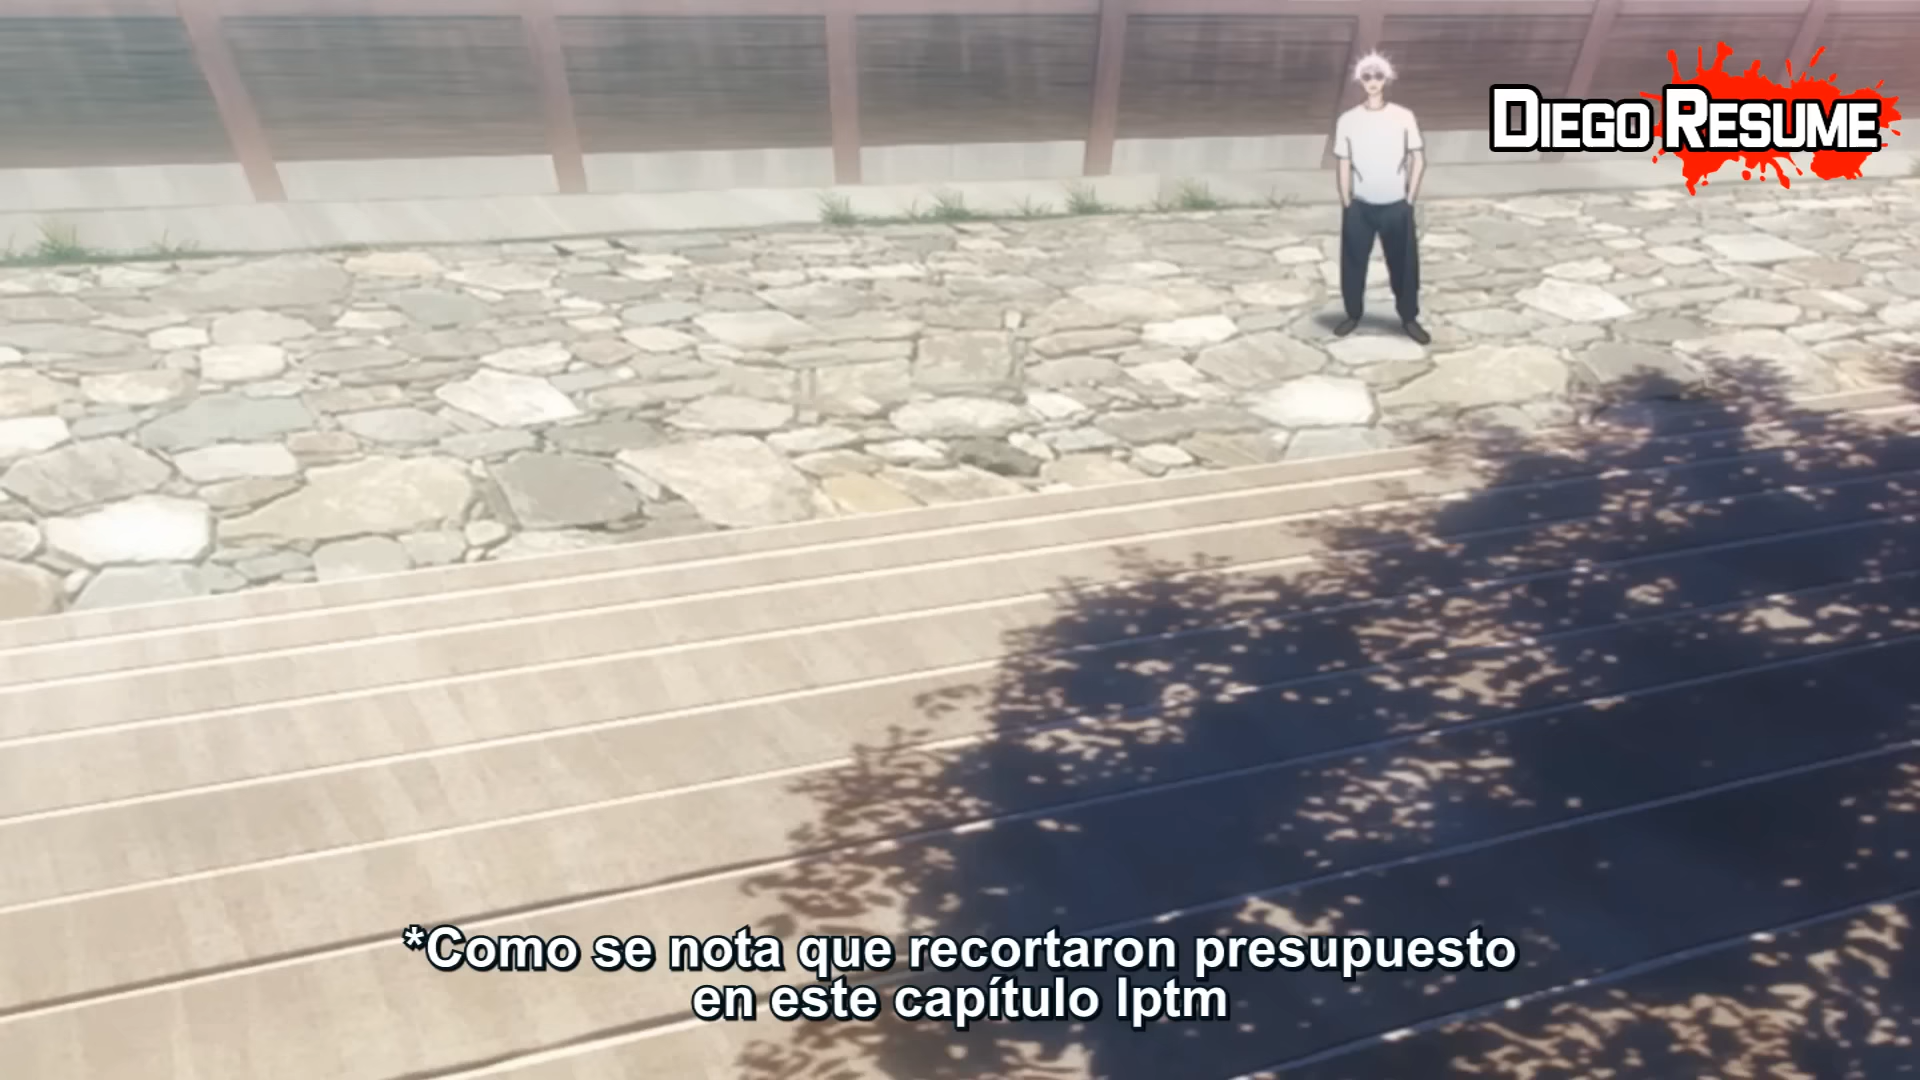 DIEGO RESUME
*Como se nota que recortaron presupuesto
en este capítulo lptm